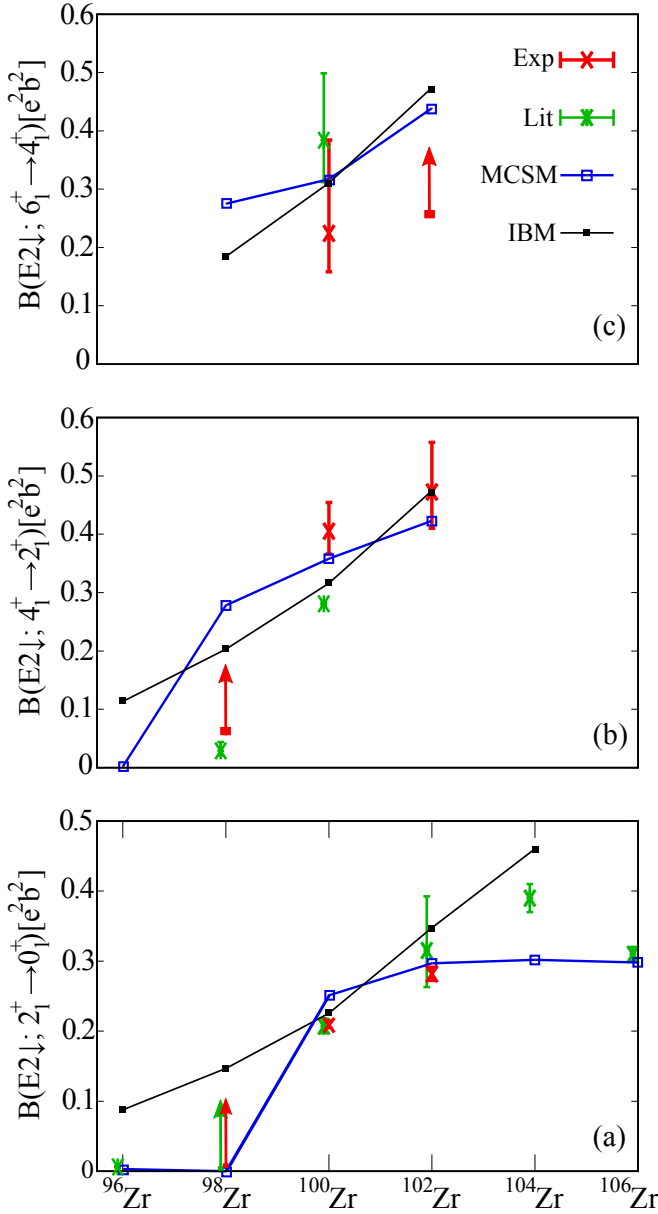 0.6
0.5
0.4
0.3
0.2
0.1
0
B(E2↓; 6₁⁺→4₁⁺)[e²b²]
Exp
Lit
MCSM
IBM
(c)
0.6
0.5
0.4
0.3
0.2
0.1
0
B(E2↓; 4₁⁺→2₁⁺)[e²b²]
(b)
0.5
0.4
0.3
0.2
0.1
0
B(E2↓; 2₁⁺→0₁⁺)[e²b²]
(a)
⁹⁶Zr ⁹⁸Zr ¹⁰⁰Zr ¹⁰²Zr ¹⁰⁴Zr ¹⁰⁶Zr